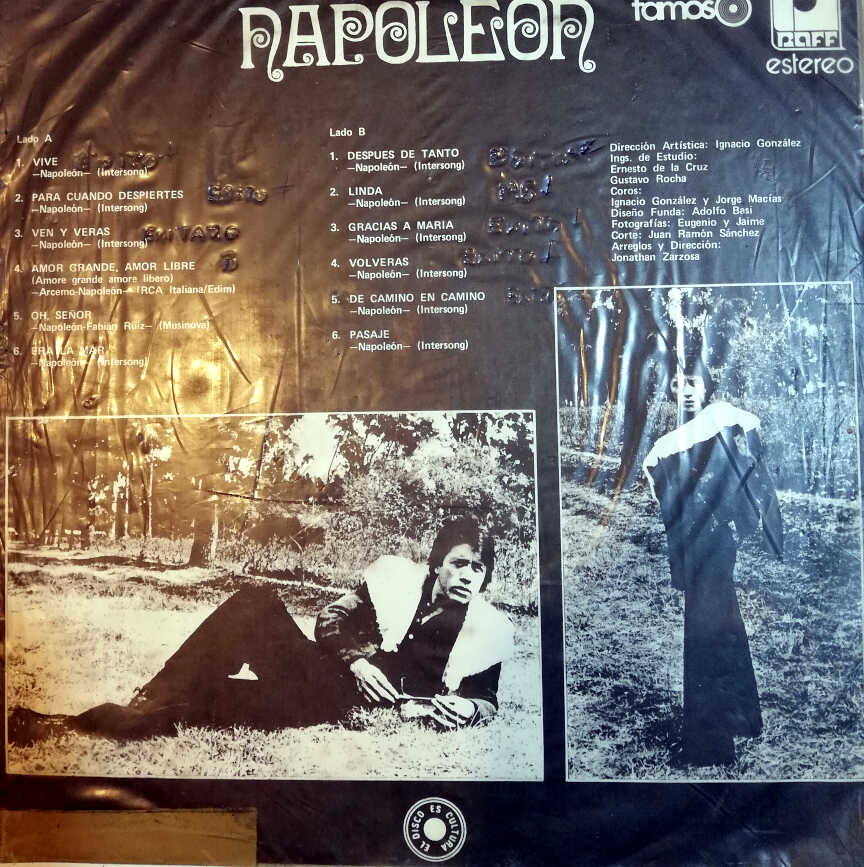 NAPOLEON
famoso
RAFF
estereo
Lado A
1. VIVE
—Napoleón— (Intersong)
2. PARA CUANDO DESPIERTES
—Napoleón— (Intersong)
3. VEN Y VERAS
—Napoleón— (Intersong)
4. AMOR GRANDE, AMOR LIBRE
(Amore grande amore libero)
—Arcemo-Napoleón— (RCA Italiana/Edim)
5. OH, SEÑOR
—Napoleón-Fabián Ruiz— (Musinova)
6. ERA LA MAR
—Napoleón— (Intersong)
Lado B
1. DESPUES DE TANTO
—Napoleón— (Intersong)
2. LINDA
—Napoleón— (Intersong)
3. GRACIAS A MARIA
—Napoleón— (Intersong)
4. VOLVERAS
—Napoleón— (Intersong)
5. DE CAMINO EN CAMINO
—Napoleón— (Intersong)
6. PASAJE
—Napoleón— (Intersong)
Dirección Artística: Ignacio González
Ings. de Estudio:
Ernesto de la Cruz
Gustavo Rocha
Coros:
Ignacio González y Jorge Macías
Diseño Funda: Adolfo Basi
Fotografías: Eugenio y Jaime
Corte: Juan Ramón Sánchez
Arreglos y Dirección:
Jonathan Zarzosa
EL DISCO ES CULTURA